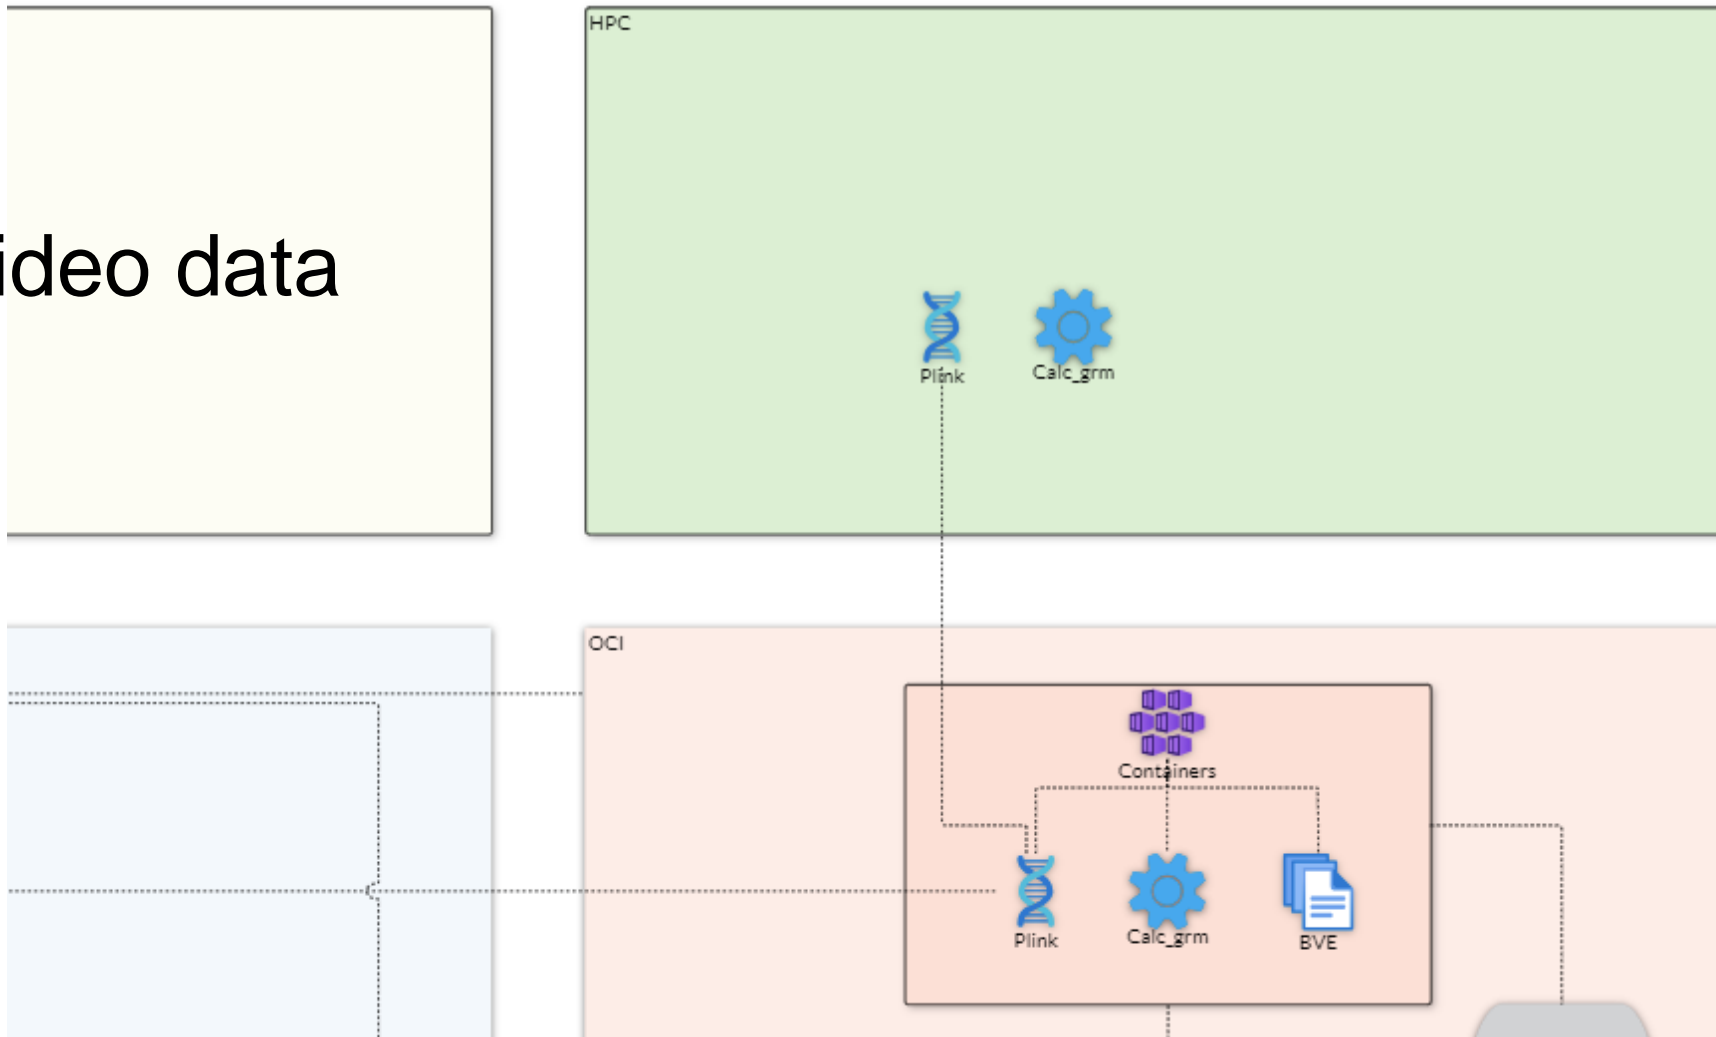 HPC
ideo data
Plink
Calc_grm
OCI
Containers
Plink
Calc_grm
BVE